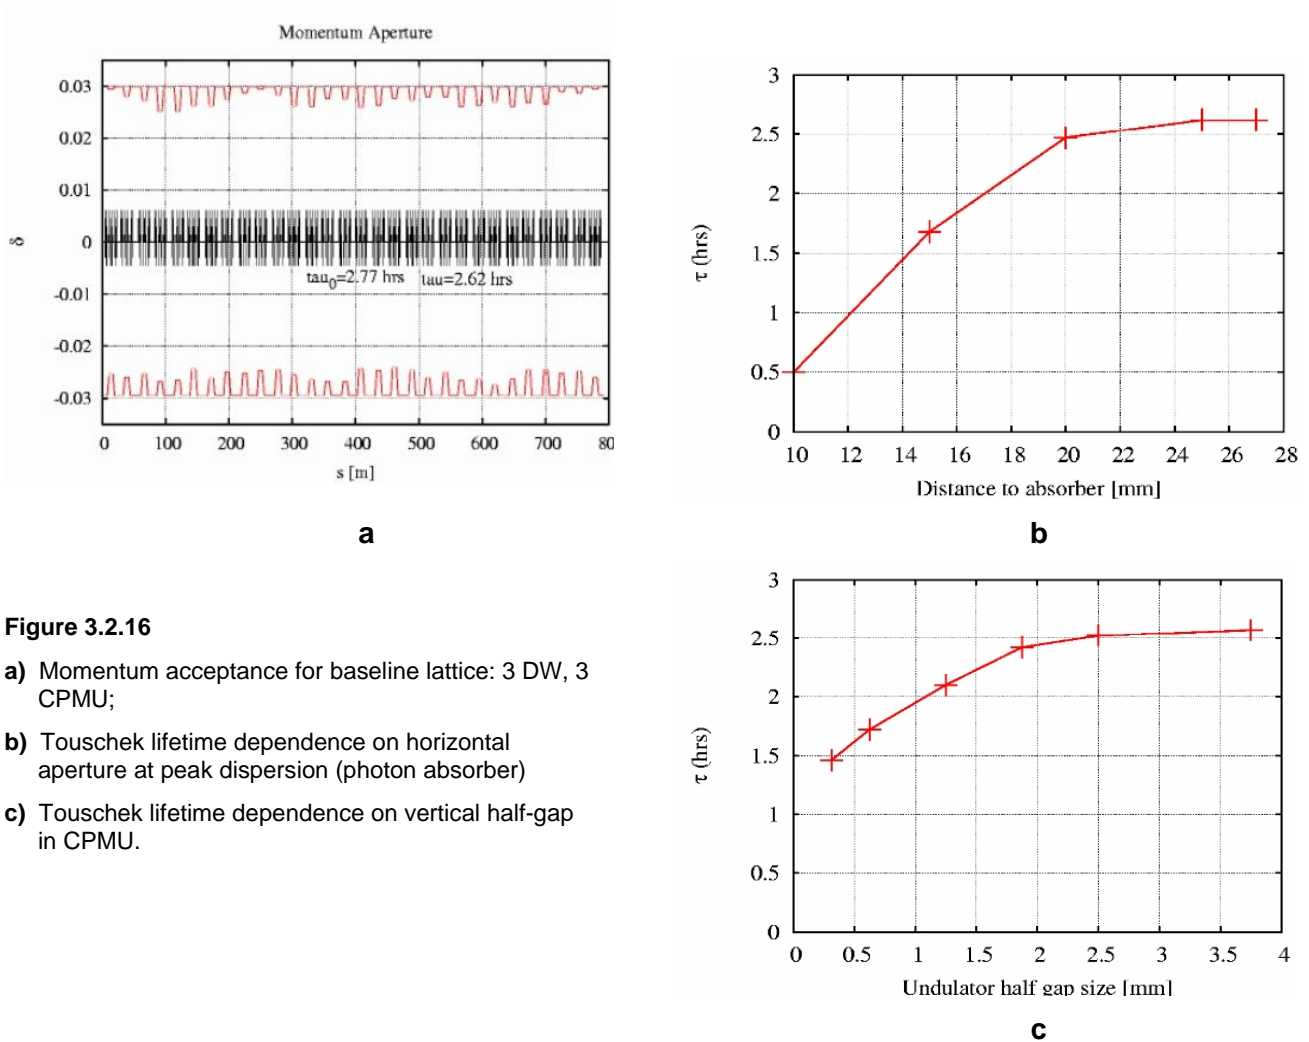 Momentum Aperture
0.03
0.02
0.01
0
-0.01
-0.02
-0.03
δ
tau0=2.77 hrs tau=2.62 hrs
0 100 200 300 400 500 600 700 80
s [m]
a
3
2.5
2
1.5
1
0.5
0
τ (hrs)
10 12 14 16 18 20 22 24 26 28
Distance to absorber [mm]
b
Figure 3.2.16
a) Momentum acceptance for baseline lattice: 3 DW, 3
CPMU;
b) Touschek lifetime dependence on horizontal
aperture at peak dispersion (photon absorber)
c) Touschek lifetime dependence on vertical half-gap
in CPMU.
3
2.5
2
1.5
1
0.5
0
τ (hrs)
0 0.5 1 1.5 2 2.5 3 3.5 4
Undulator half gap size [mm]
c